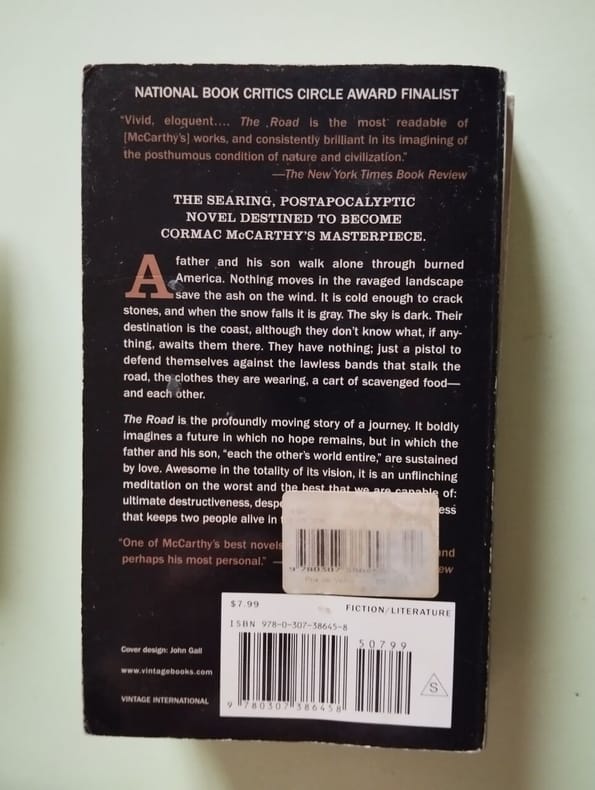 NATIONAL BOOK CRITICS CIRCLE AWARD FINALIST
"Vivid, eloquent.... The Road is the most readable of
[McCarthy's] works, and consistently brilliant in its imagining of
the posthumous condition of nature and civilization."
—The New York Times Book Review
THE SEARING, POSTAPOCALYPTIC
NOVEL DESTINED TO BECOME
CORMAC McCARTHY'S MASTERPIECE.
A father and his son walk alone through burned
America. Nothing moves in the ravaged landscape
save the ash on the wind. It is cold enough to crack
stones, and when the snow falls it is gray. The sky is dark. Their
destination is the coast, although they don't know what, if any-
thing, awaits them there. They have nothing; just a pistol to
defend themselves against the lawless bands that stalk the
road, the clothes they are wearing, a cart of scavenged food—
and each other.
The Road is the profoundly moving story of a journey. It boldly
imagines a future in which no hope remains, but in which the
father and his son, "each the other's world entire," are sustained
by love. Awesome in the totality of its vision, it is an unflinching
meditation on the worst and the best that we are capable of:
ultimate destructiveness,
that keeps two people alive in
"One of McCarthy's best novels and
perhaps his most personal." —
$7.99 FICTION/LITERATURE
ISBN 978-0-307-38645-8
50799
9 780307 386458
S
Cover design: John Gall
www.vintagebooks.com
VINTAGE INTERNATIONAL